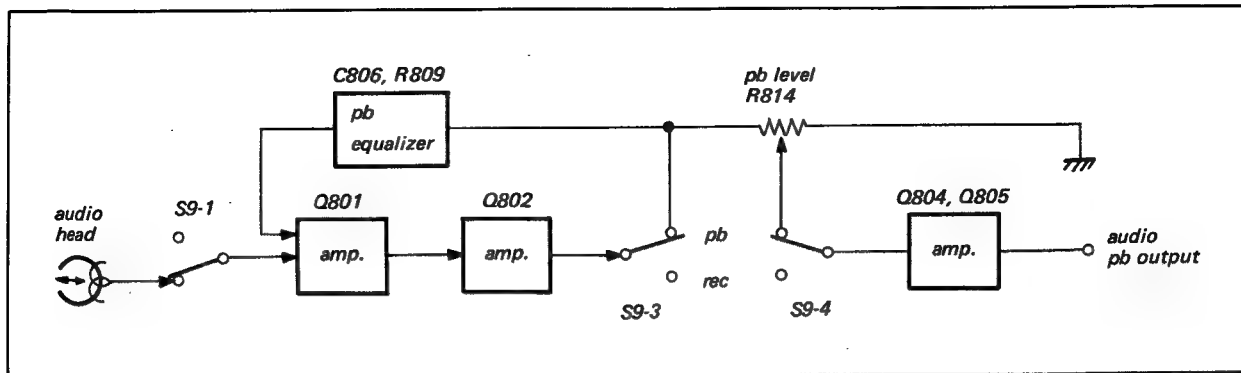 C806, R809
pb
equalizer
pb level
R814
audio
head
S9-1
Q801
amp.
Q802
amp.
pb
rec
S9-3
S9-4
Q804, Q805
amp.
audio
pb output